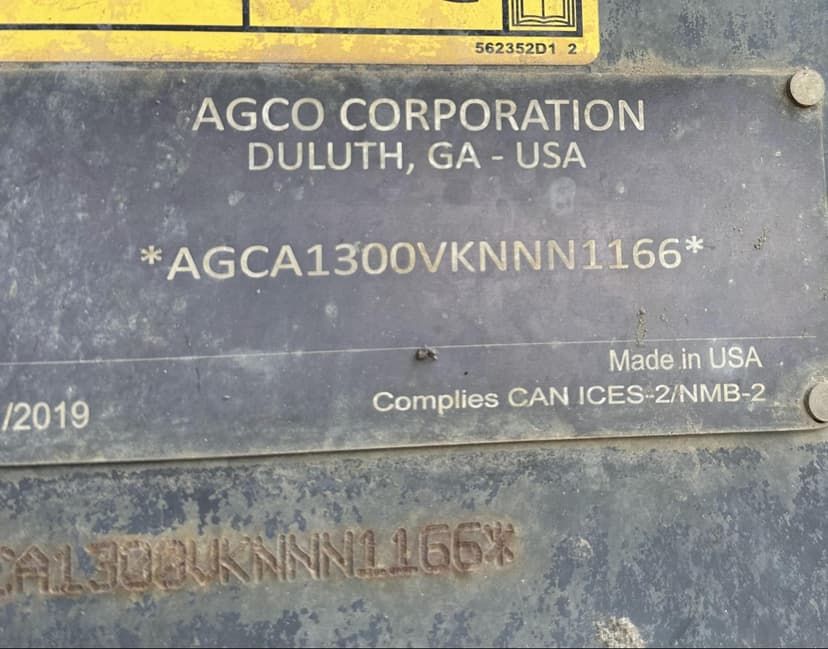 562352D1 2
AGCO CORPORATION
DULUTH, GA - USA
*AGCA1300VKNNN1166*
Made in USA
/2019
Complies CAN ICES-2/NMB-2
CA1300VKNNN1166*